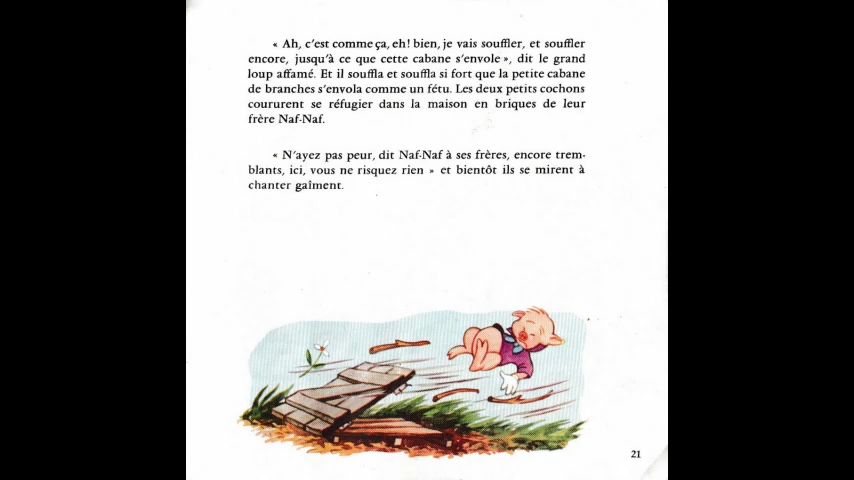 « Ah, c'est comme ça, eh! bien, je vais souffler, et souffler
encore, jusqu'à ce que cette cabane s'envole », dit le grand
loup affamé. Et il souffla et souffla si fort que la petite cabane
de branches s'envola comme un fétu. Les deux petits cochons
coururent se réfugier dans la maison en briques de leur
frère Naf-Naf.
« N'ayez pas peur, dit Naf-Naf à ses frères, encore trem-
blants, ici, vous ne risquez rien » et bientôt ils se mirent à
chanter gaîment.
21